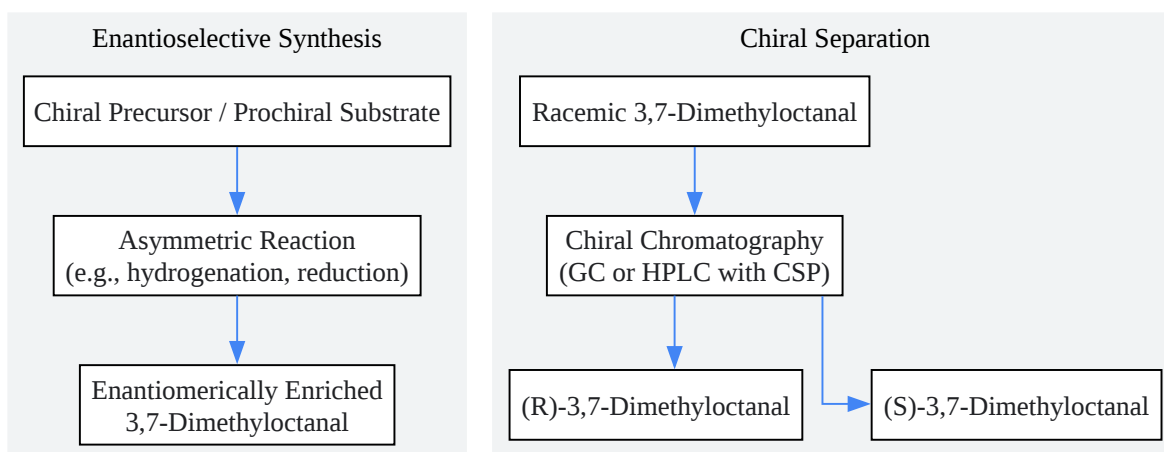 Enantioselective Synthesis
Chiral Precursor / Prochiral Substrate
Asymmetric Reaction
(e.g., hydrogenation, reduction)
Enantiomerically Enriched
3,7-Dimethyloctanal
Chiral Separation
Racemic 3,7-Dimethyloctanal
Chiral Chromatography
(GC or HPLC with CSP)
(R)-3,7-Dimethyloctanal
(S)-3,7-Dimethyloctanal